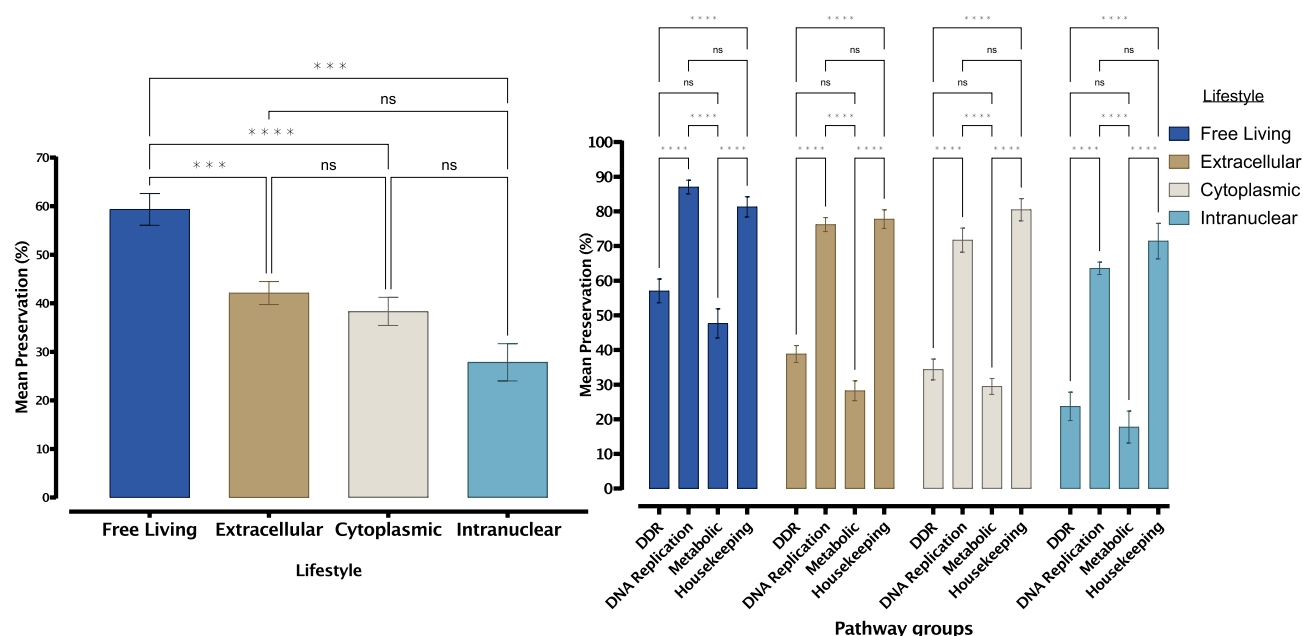 * * *
ns
* * * *
* * *
ns
ns
Mean Preservation (%)
70
60
50
40
30
20
10
0
Free Living
Extracellular
Cytoplasmic
Intranuclear
Lifestyle
* * * *
* * * *
* * * *
* * * *
ns
ns
ns
ns
ns
ns
ns
ns
* * * *
* * * *
* * * *
* * * *
* * * *
* * * *
* * * *
* * * *
* * * *
* * * *
* * * *
* * * *
Mean Preservation (%)
100
90
80
70
60
50
40
30
20
10
0
DDR
DNA Replication
Metabolic
Housekeeping
DDR
DNA Replication
Metabolic
Housekeeping
DDR
DNA Replication
Metabolic
Housekeeping
DDR
DNA Replication
Metabolic
Housekeeping
Pathway groups
Lifestyle
Free Living
Extracellular
Cytoplasmic
Intranuclear